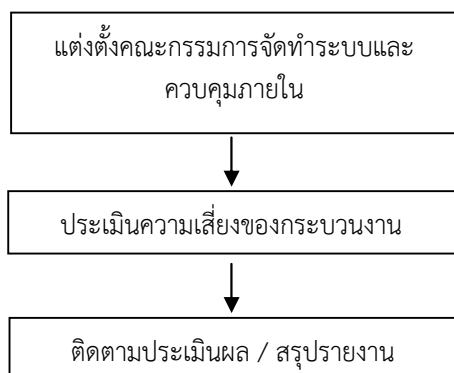 แต่งตั้งคณะกรรมการจัดทำระบบและ
ควบคุมภายใน
ประเมินความเสี่ยงของกระบวนงาน
ติดตามประเมินผล / สรุปรายงาน